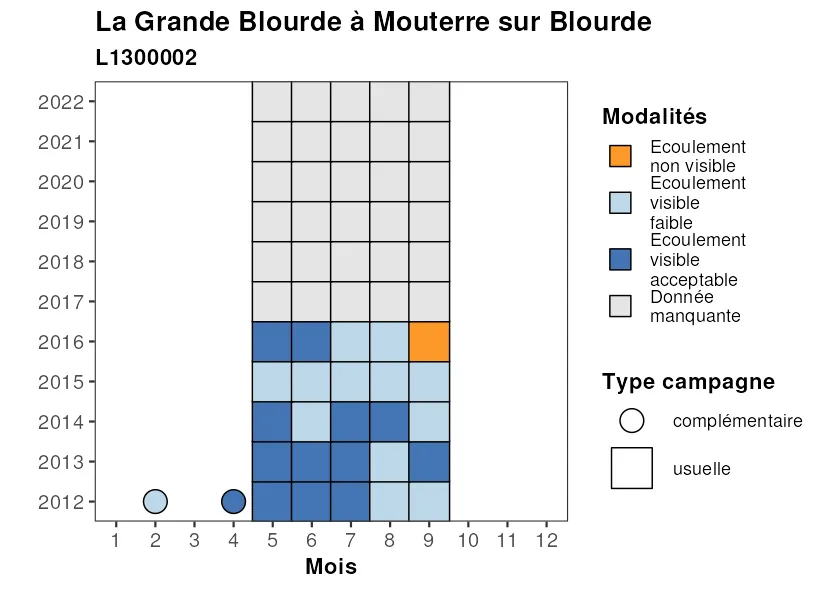 La Grande Blourde à Mouterre sur Blourde
L1300002
2022
2021
2020
2019
2018
2017
2016
2015
2014
2013
2012
1 2 3 4 5 6 7 8 9 10 11 12
Mois
Modalités
Ecoulement
non visible
Ecoulement
visible
faible
Ecoulement
visible
acceptable
Donnée
manquante
Type campagne
complémentaire
usuelle